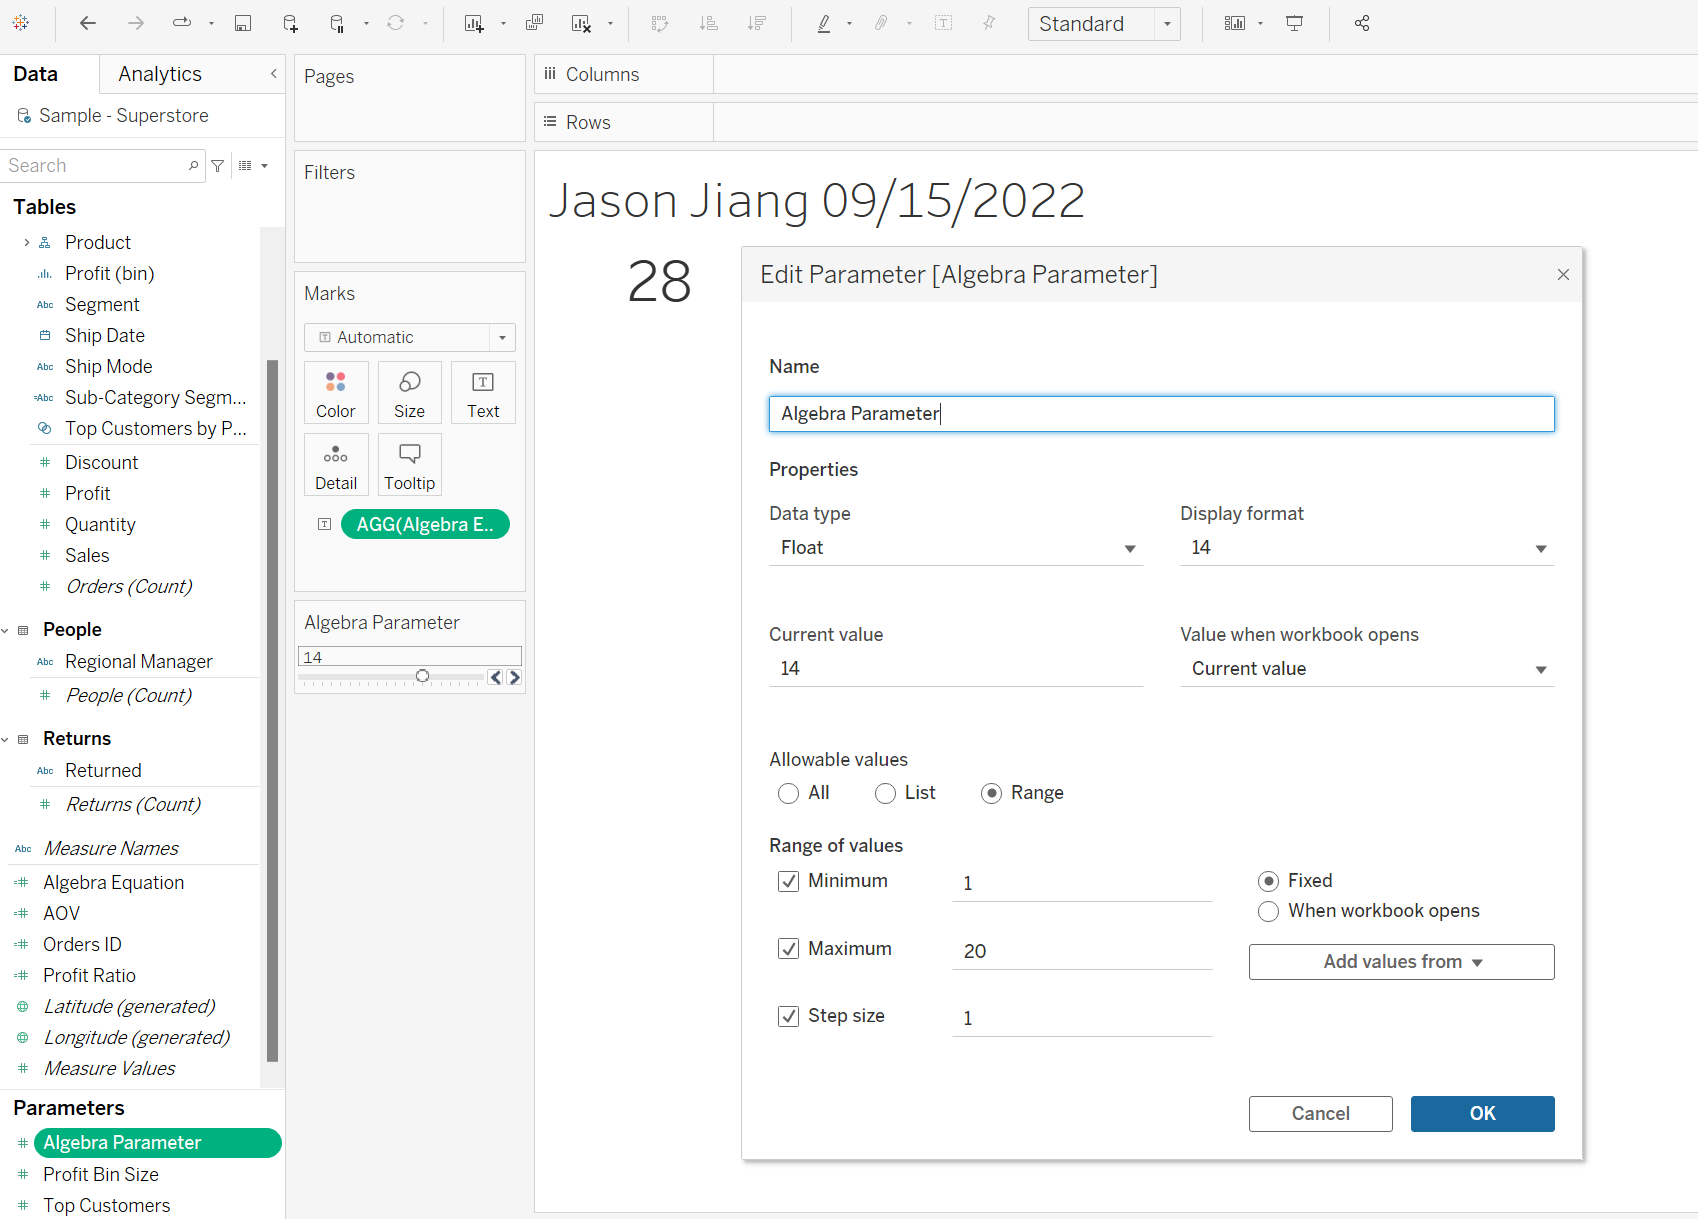 Standard
Data
Analytics
Sample - Superstore
Search
Tables
Product
Profit (bin)
Abc Segment
Ship Date
Abc Ship Mode
=Abc Sub-Category Segm...
Top Customers by P...
# Discount
# Profit
# Quantity
# Sales
# Orders (Count)
People
Abc Regional Manager
# People (Count)
Returns
Abc Returned
# Returns (Count)
Abc Measure Names
=# Algebra Equation
=# AOV
=# Orders ID
=# Profit Ratio
Latitude (generated)
Longitude (generated)
# Measure Values
Parameters
# Algebra Parameter
# Profit Bin Size
# Top Customers
Pages
Filters
Marks
T Automatic
Color
Size
T Text
Detail
Tooltip
T AGG(Algebra E..
Algebra Parameter
14
Columns
Rows
Jason Jiang 09/15/2022
28
Edit Parameter [Algebra Parameter]
Name
Algebra Parameter
Properties
Data type
Display format
Float
14
Current value
Value when workbook opens
14
Current value
Allowable values
All
List
Range
Range of values
Minimum
1
Fixed
When workbook opens
Maximum
20
Add values from
Step size
1
Cancel
OK